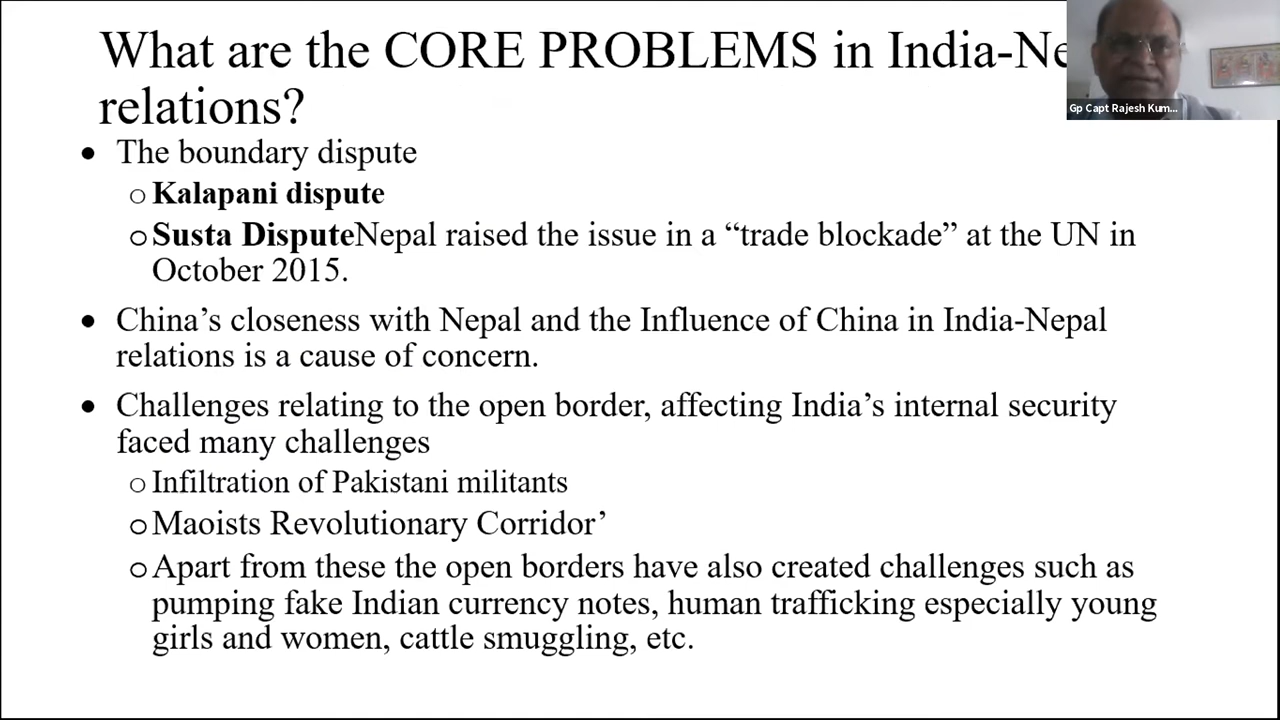 What are the CORE PROBLEMS in India-Ne
relations?
• The boundary dispute
○ Kalapani dispute
○ Susta DisputeNepal raised the issue in a “trade blockade” at the UN in
October 2015.
• China’s closeness with Nepal and the Influence of China in India-Nepal
relations is a cause of concern.
• Challenges relating to the open border, affecting India’s internal security
faced many challenges
○ Infiltration of Pakistani militants
○ Maoists Revolutionary Corridor’
○ Apart from these the open borders have also created challenges such as
pumping fake Indian currency notes, human trafficking especially young
girls and women, cattle smuggling, etc.
Gp Capt Rajesh Kum...